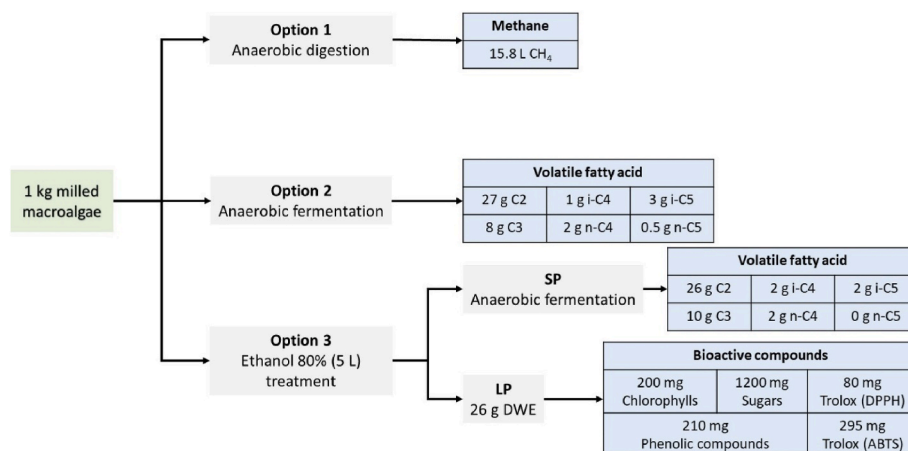 Option 1
Anaerobic digestion
Methane
15.8 L CH₄
1 kg milled
macroalgae
Option 2
Anaerobic fermentation
Volatile fatty acid
27 g C2
1 g i-C4
3 g i-C5
8 g C3
2 g n-C4
0.5 g n-C5
Option 3
Ethanol 80% (5 L)
treatment
SP
Anaerobic fermentation
Volatile fatty acid
26 g C2
2 g i-C4
2 g i-C5
10 g C3
2 g n-C4
0 g n-C5
LP
26 g DWE
Bioactive compounds
200 mg
Chlorophylls
1200 mg
Sugars
80 mg
Trolox (DPPH)
210 mg
Phenolic compounds
295 mg
Trolox (ABTS)